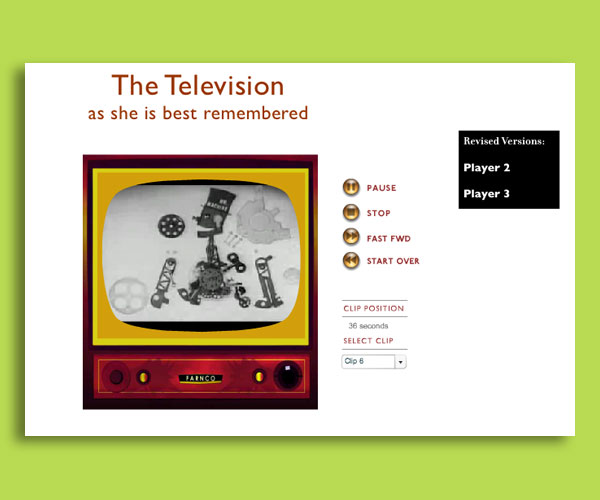 The Television
as she is best remembered
Revised Versions:
Player 2
Player 3
PAUSE
STOP
FAST FWD
START OVER
CLIP POSITION
36 seconds
SELECT CLIP
Clip 6
FARNCO